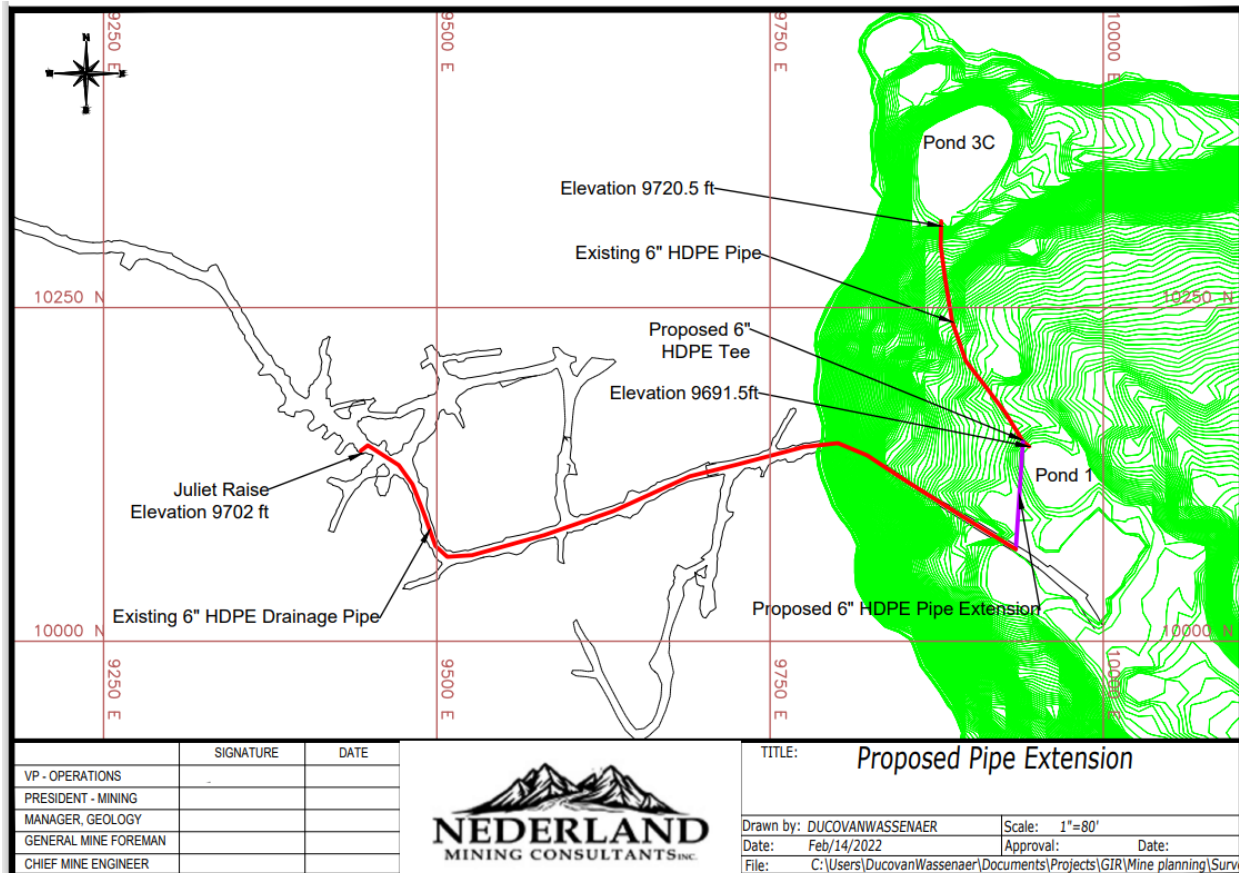 9250 E
9500 E
9750 E
10000 E
N
Pond 3C
Elevation 9720.5 ft
Existing 6" HDPE Pipe
10250 N
10250 N
Proposed 6"
HDPE Tee
Elevation 9691.5ft
Pond 1
Juliet Raise
Elevation 9702 ft
Existing 6" HDPE Drainage Pipe
Proposed 6" HDPE Pipe Extension
10000 N
10000 N
9250 E
9500 E
9750 E
10000 E
SIGNATURE
DATE
VP - OPERATIONS
PRESIDENT - MINING
MANAGER, GEOLOGY
GENERAL MINE FOREMAN
CHIEF MINE ENGINEER
NEDERLAND
MINING CONSULTANTS INC.
TITLE: Proposed Pipe Extension
Drawn by: DUCOVANWASSENAER
Scale: 1"=80'
Date: Feb/14/2022
Approval:
Date:
File: C:\Users\DucovanWassenaer\Documents\Projects\GIR\Mine planning\Surv